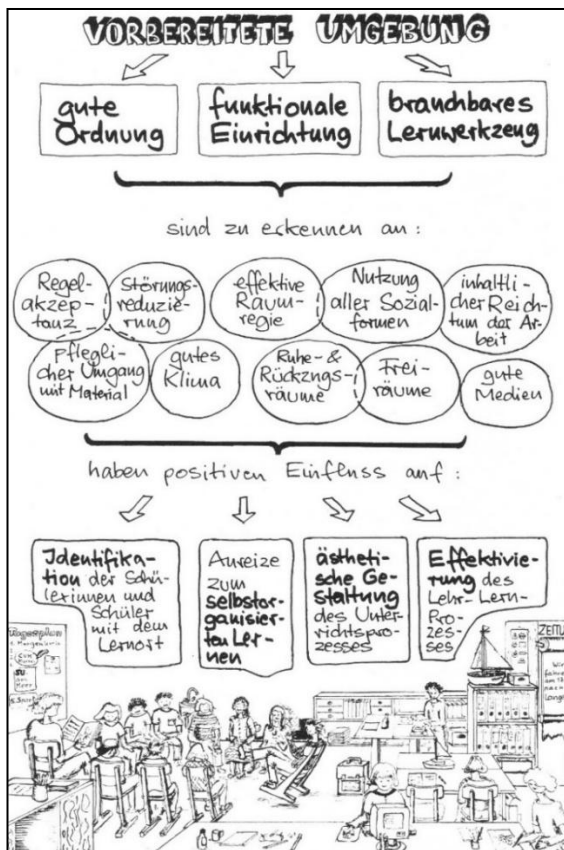 VORBEREITETE UMGEBUNG
gute
Ordnung
funktionale
Einrichtung
brauchbares
Lernwerkzeug
sind zu erkennen an:
Regel-
akzep-
tanz
Störungs-
reduzie-
rung
effektive
Raum-
regie
Nutzung
aller Sozial-
formen
inhaltli-
cher Reich-
tum der Ar-
beit
Pflegli-
cher Umgang
mit Material
gutes
Klima
Ruhe- &
Rückzugs-
räume
Frei-
räume
gute
Medien
haben positiven Einfluss auf:
Identifika-
tion der Schü-
lerinnen und
Schüler
mit dem
Lernort
Anreize
zum
selbstor-
ganisier-
ten Ler-
nen
ästheti-
sche Ge-
staltung
des Unter-
richtspro-
zesses
Effektivie-
rung des
Lehr-Lern-
Pro-
zes-
ses
Tagesplan
ZEITU